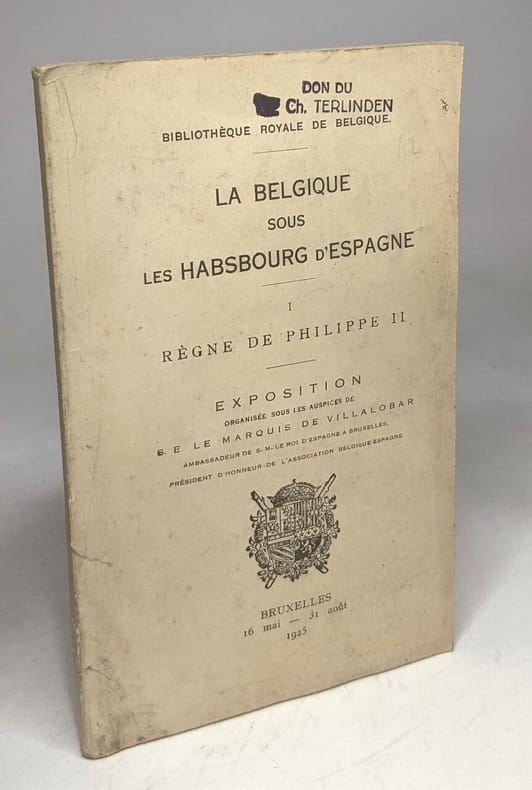 DON DU
Ch. TERLINDEN
BIBLIOTHÈQUE ROYALE DE BELGIQUE.
LA BELGIQUE
SOUS
LES HABSBOURG D'ESPAGNE
I
RÈGNE DE PHILIPPE II
EXPOSITION
ORGANISÉE SOUS LES AUSPICES DE
S. E LE MARQUIS DE VILLALOBAR
AMBASSADEUR DE S. M. LE ROI D'ESPAGNE A BRUXELLES,
PRÉSIDENT D'HONNEUR DE L'ASSOCIATION BELGIQUE-ESPAGNE
BRUXELLES
16 mai — 31 août
1925